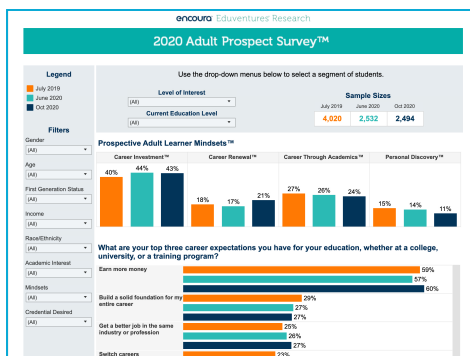 encoura Eduventures Research
2020 Adult Prospect Survey™
Legend
July 2019
June 2020
Oct 2020
Filters
Gender
(All)
Age
(All)
First Generation Status
(All)
Income
(All)
Race/Ethnicity
(All)
Academic Interest
(All)
Mindsets
(All)
Credential Desired
(All)
Use the drop-down menus below to select a segment of students.
Level of Interest
(All)
Current Education Level
(All)
Sample Sizes
July 2019 June 2020 Oct 2020
4,020 2,532 2,494
Prospective Adult Learner Mindsets™
Career Investment™ Career Renewal™ Career Through Academics™ Personal Discovery™
40% 44% 43% 18% 17% 21% 27% 26% 24% 15% 14% 11%
What are your top three career expectations you have for your education, whether at a college,
university, or a training program?
Earn more money 59%
57%
60%
Build a solid foundation for my 29%
entire career 27%
27%
Get a better job in the same 25%
industry or profession 26%
27%
Switch careers 23%